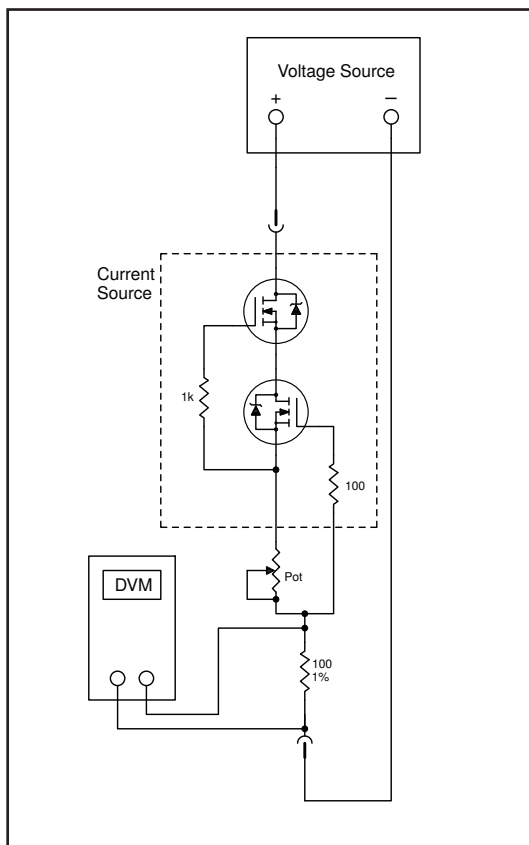 Voltage Source
+ −
Current
Source
1k
100
Pot
DVM
100
1%